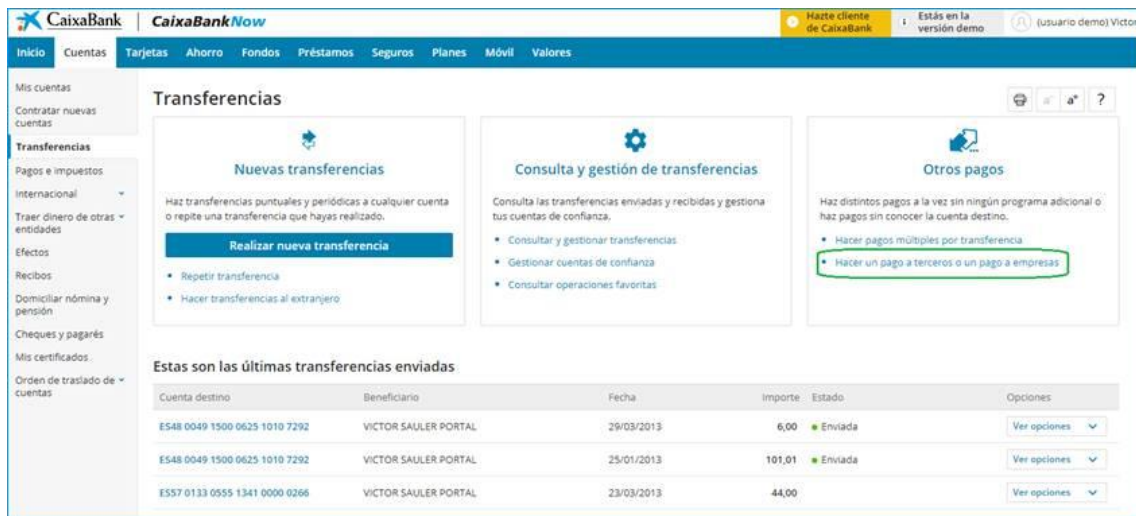 CaixaBank
CaixaBankNow
Hazte cliente
de CaixaBank
Estás en la
versión demo
(usuario demo) Victor
Inicio
Cuentas
Tarjetas
Ahorro
Fondos
Préstamos
Seguros
Planes
Móvil
Valores
Mis cuentas
Contratar nuevas
cuentas
Transferencias
Pagos e impuestos
Internacional
Traer dinero de otras
entidades
Efectos
Recibos
Domiciliar nómina y
pensión
Cheques y pagarés
Mis certificados
Orden de traslado de
cuentas
Transferencias
a-
a+
?
Nuevas transferencias
Haz transferencias puntuales y periódicas a cualquier cuenta
o repite una transferencia que hayas realizado.
Realizar nueva transferencia
Repetir transferencia
Hacer transferencias al extranjero
Consulta y gestión de transferencias
Consulta las transferencias enviadas y recibidas y gestiona
tus cuentas de confianza.
Consultar y gestionar transferencias
Gestionar cuentas de confianza
Consultar operaciones favoritas
Otros pagos
Haz distintos pagos a la vez sin ningún programa adicional o
haz pagos sin conocer la cuenta destino.
Hacer pagos múltiples por transferencia
Hacer un pago a terceros o un pago a empresas
Estas son las últimas transferencias enviadas
Cuenta destino Beneficiario Fecha Importe Estado Opciones
ES48 0049 1500 0625 1010 7292 VICTOR SAULER PORTAL 29/03/2013 6,00 Enviada Ver opciones
ES48 0049 1500 0625 1010 7292 VICTOR SAULER PORTAL 25/01/2013 101,01 Enviada Ver opciones
ES57 0133 0555 1341 0000 0266 VICTOR SAULER PORTAL 23/03/2013 44,00 Ver opciones